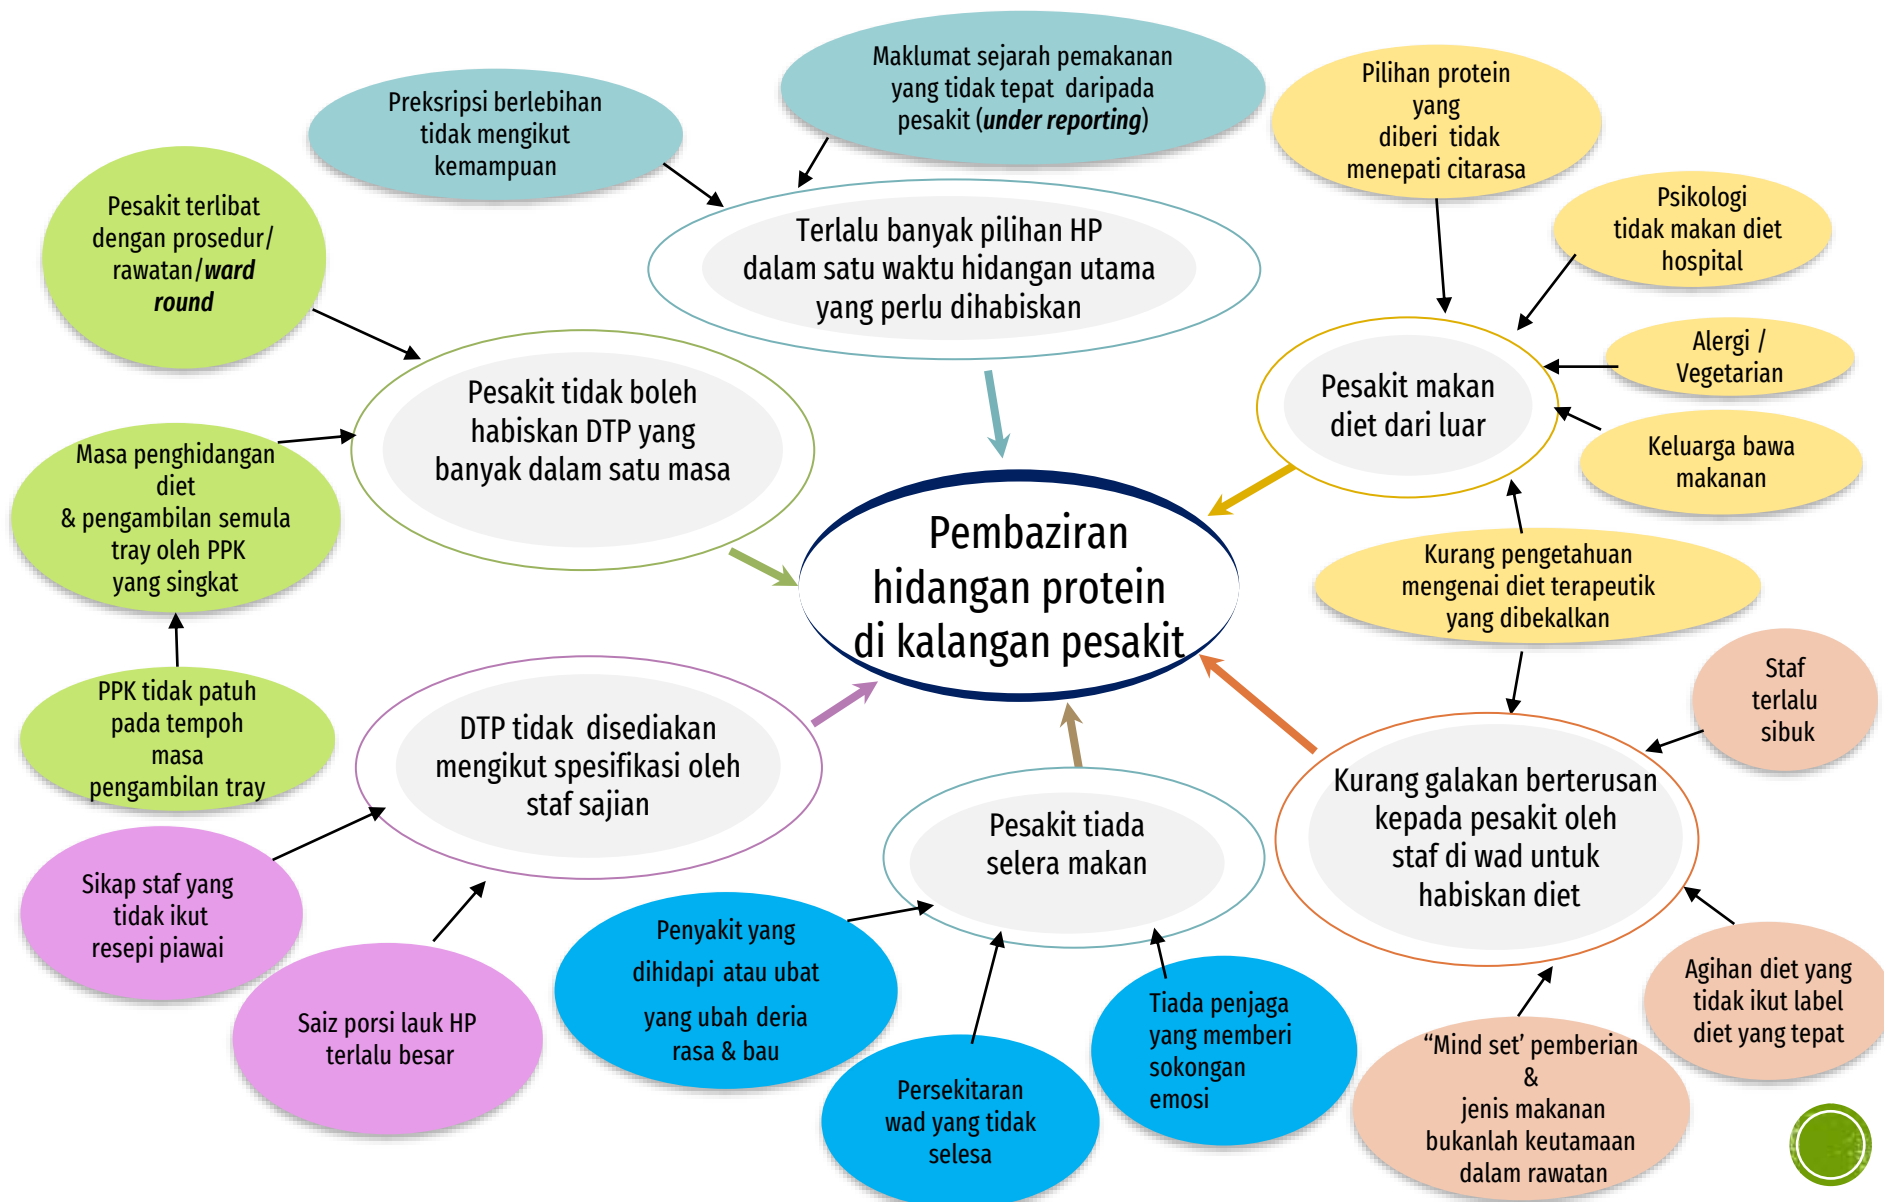 Maklumat sejarah pemakanan
yang tidak tepat daripada
pesakit (under reporting)
Preksripsi berlebihan
tidak mengikut
kemampuan
Pilihan protein
yang
diberi tidak
menepati citarasa
Pesakit terlibat
dengan prosedur/
rawatan/ward
round
Terlalu banyak pilihan HP
dalam satu waktu hidangan utama
yang perlu dihabiskan
Psikologi
tidak makan diet
hospital
Alergi /
Vegetarian
Pesakit makan
diet dari luar
Keluarga bawa
makanan
Pesakit tidak boleh
habiskan DTP yang
banyak dalam satu masa
Masa penghidangan
diet
& pengambilan semula
tray oleh PPK
yang singkat
Pembaziran
hidangan protein
di kalangan pesakit
Kurang pengetahuan
mengenai diet terapeutik
yang dibekalkan
PPK tidak patuh
pada tempoh
masa
pengambilan tray
DTP tidak disediakan
mengikut spesifikasi oleh
staf sajian
Staf
terlalu
sibuk
Kurang galakan berterusan
kepada pesakit oleh
staf di wad untuk
habiskan diet
Pesakit tiada
selera makan
Sikap staf yang
tidak ikut
resepi piawai
Saiz porsi lauk HP
terlalu besar
Penyakit yang
dihidapi atau ubat
yang ubah deria
rasa & bau
Persekitaran
wad yang tidak
selesa
Tiada penjaga
yang memberi
sokongan
emosi
“Mind set’ pemberian
&
jenis makanan
bukanlah keutamaan
dalam rawatan
Agihan diet yang
tidak ikut label
diet yang tepat